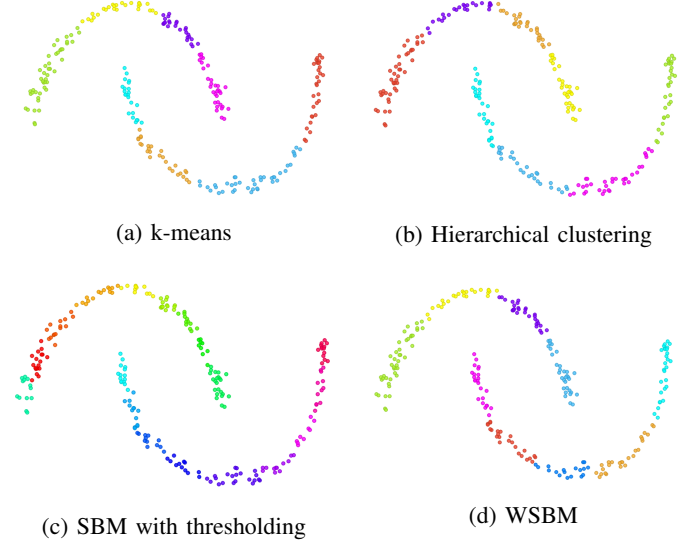 (a) k-means
(b) Hierarchical clustering
(c) SBM with thresholding
(d) WSBM